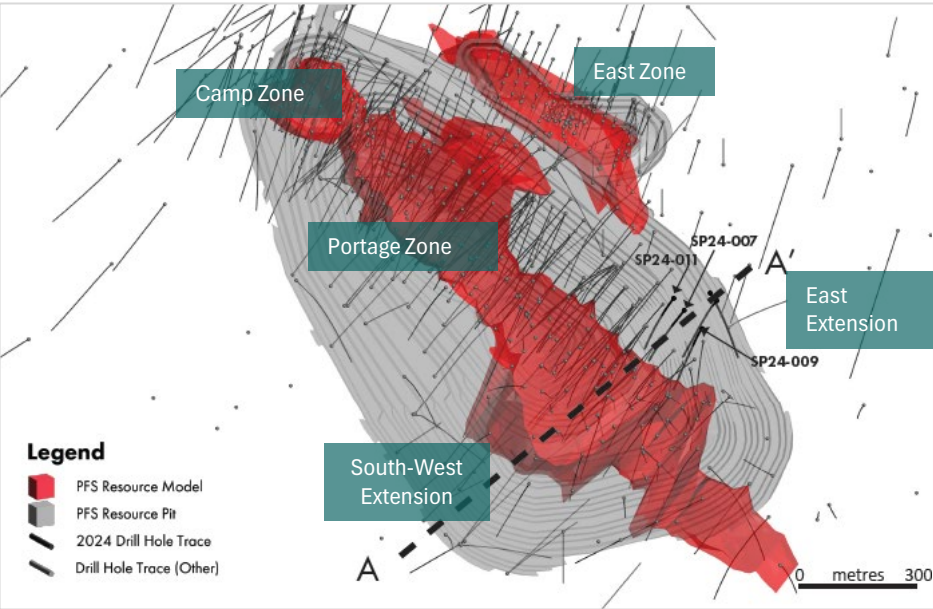 East Zone
Camp Zone
Portage Zone
SP24-007
SP24-011
A'
East
Extension
SP24-009
South-West
Extension
A
Legend
PFS Resource Model
PFS Resource Pit
2024 Drill Hole Trace
Drill Hole Trace (Other)
0 metres 300